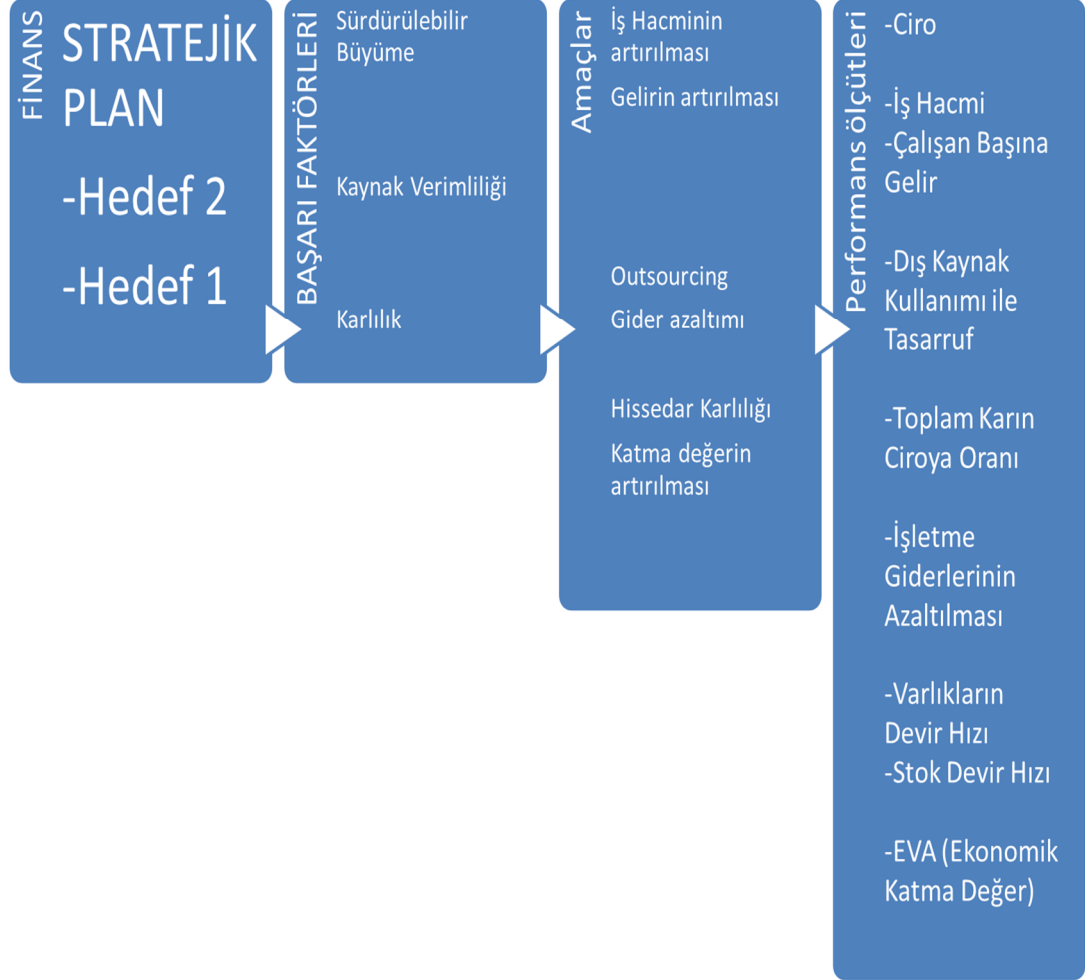 FİNANS
STRATEJİK
PLAN
-Hedef 2
-Hedef 1
BAŞARI FAKTÖRLERİ
Sürdürülebilir
Büyüme
Kaynak Verimliliği
Karlılık
Amaçlar
İş Hacminin
artırılması
Gelirin artırılması
Outsourcing
Gider azaltımı
Hissedar Karlılığı
Katma değerin
artırılması
Performans ölçütleri
-Ciro
-İş Hacmi
-Çalışan Başına
Gelir
-Dış Kaynak
Kullanımı ile
Tasarruf
-Toplam Karın
Ciroya Oranı
-İşletme
Giderlerinin
Azaltılması
-Varlıkların
Devir Hızı
-Stok Devir Hızı
-EVA (Ekonomik
Katma Değer)